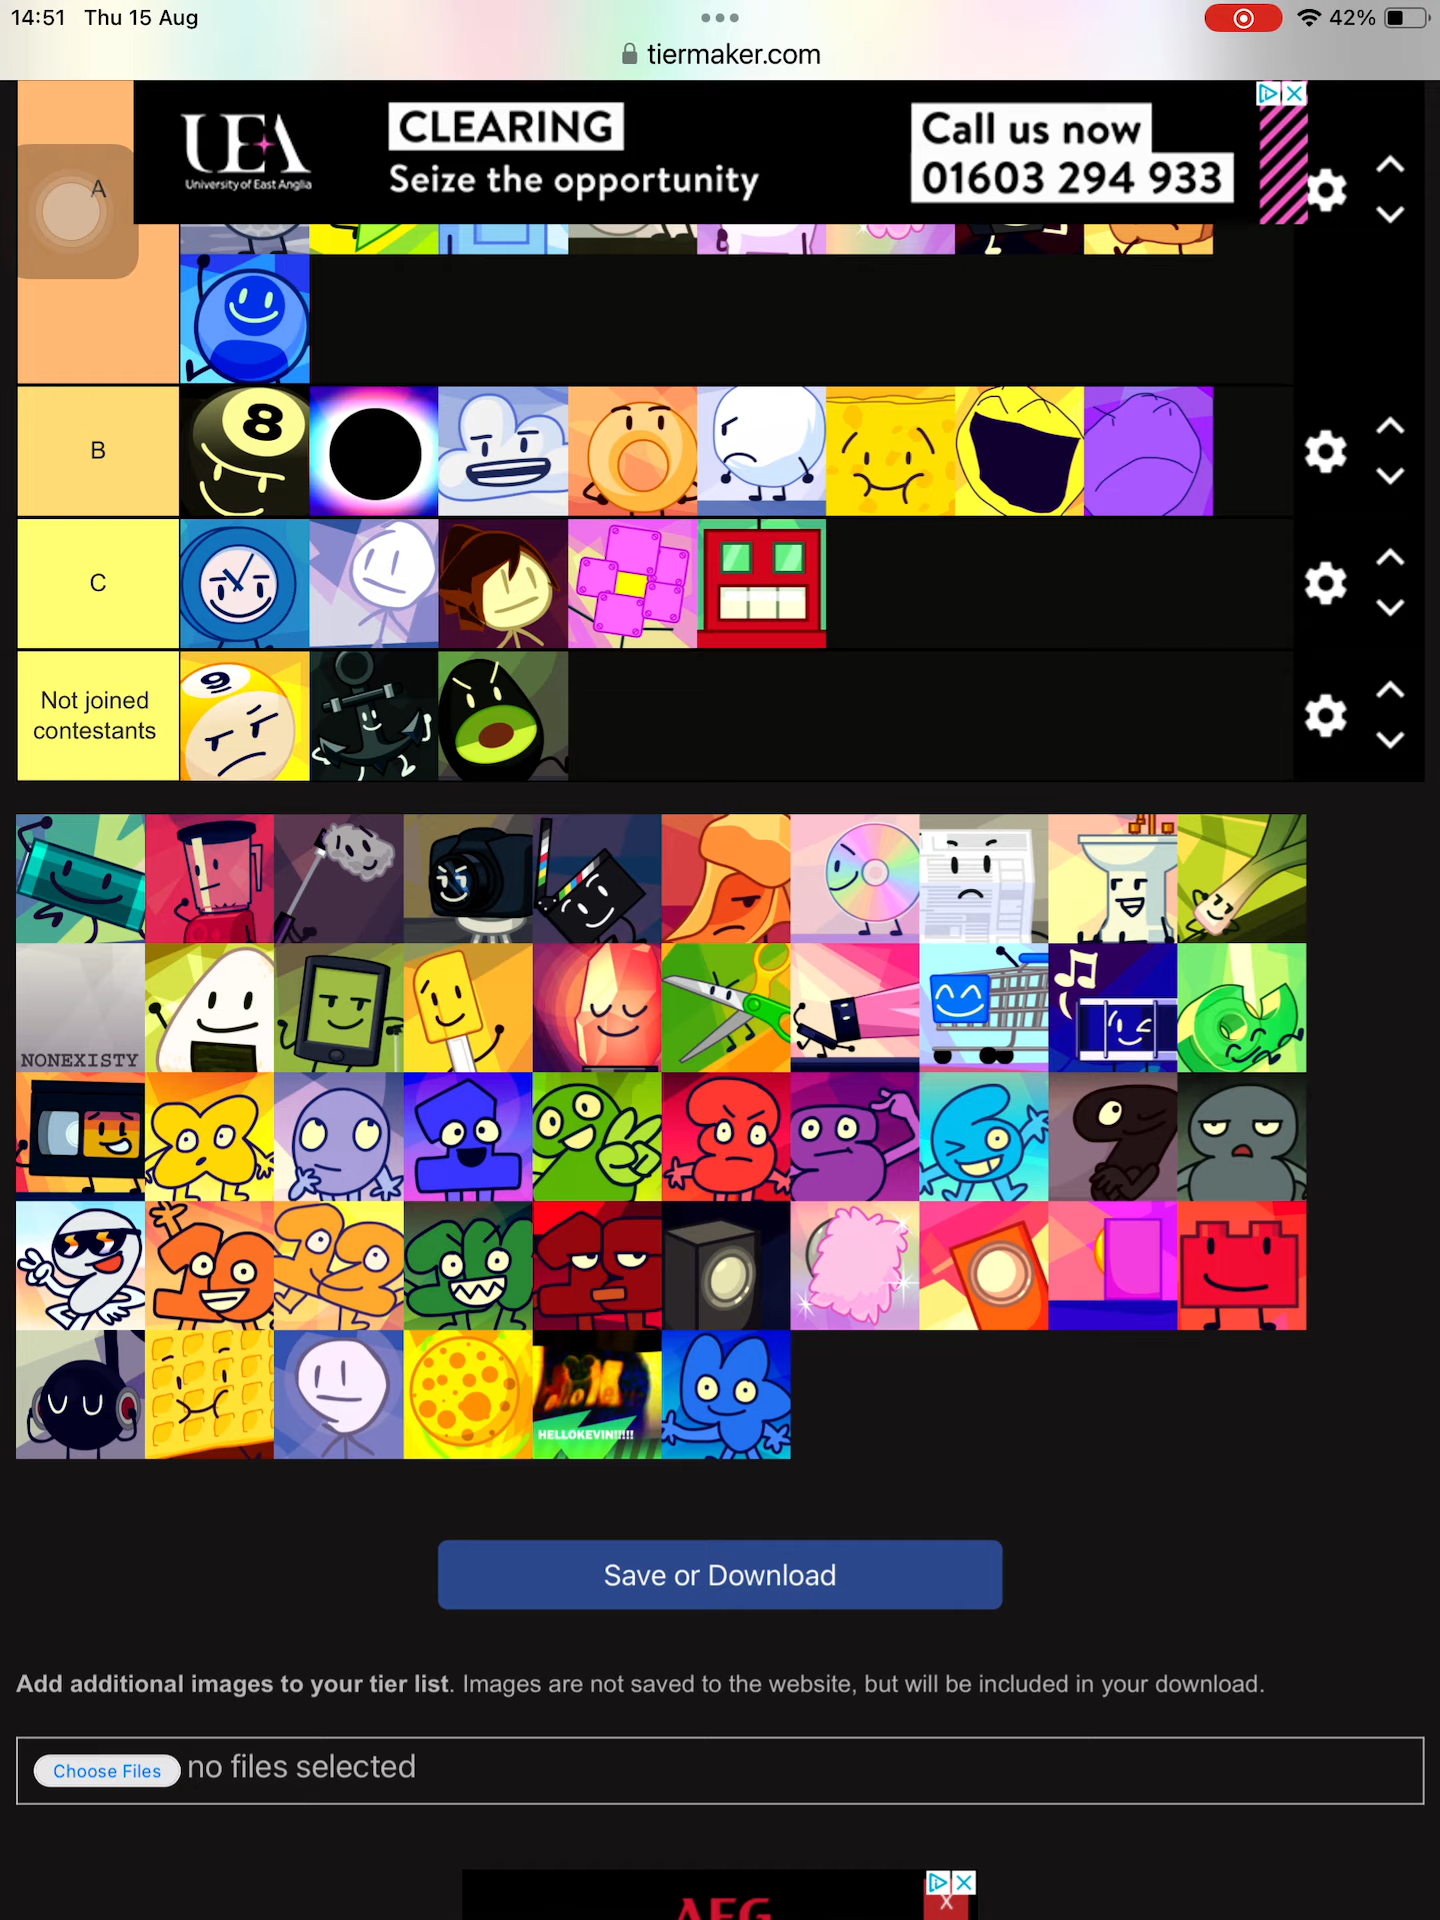 14:51 Thu 15 Aug
42%
tiermaker.com
UEA
University of East Anglia
CLEARING
Seize the opportunity
Call us now
01603 294 933
A
B
8
C
Not joined
contestants
9
NONEXISTY
HELLOKEVIN!!!!!
Save or Download
Add additional images to your tier list. Images are not saved to the website, but will be included in your download.
Choose Files no files selected
AEG
X